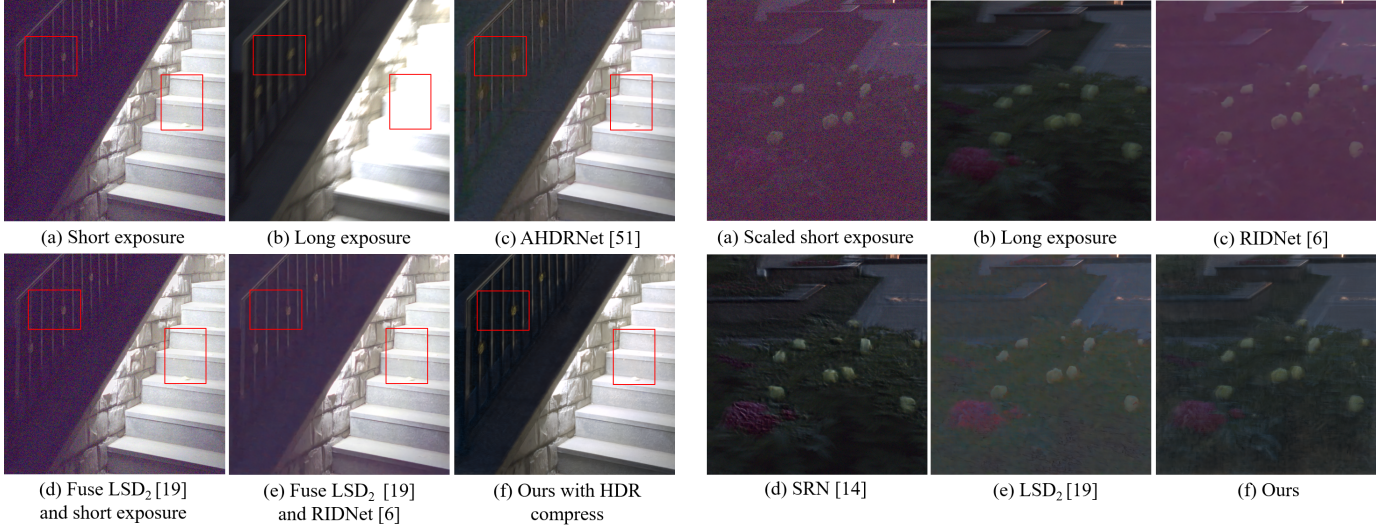 (a) Short exposure
(b) Long exposure
(c) AHDRNet [51]
(d) Fuse LSD₂ [19]
and short exposure
(e) Fuse LSD₂ [19]
and RIDNet [6]
(f) Ours with HDR
compress
(a) Scaled short exposure
(b) Long exposure
(c) RIDNet [6]
(d) SRN [14]
(e) LSD₂ [19]
(f) Ours